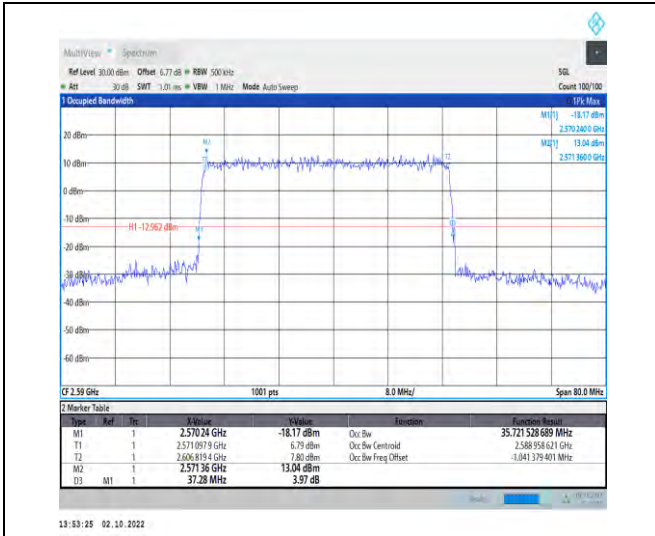 MultiView Spectrum
Ref Level 30.00 dBm Offset 6.77 dB RBW 500 kHz SGL
Att 30 dB SWT 1.01 ms VBW 1 MHz Mode Auto Sweep Count 100/100
1 Occupied Bandwidth 1Pk Max
M1[1] -18.17 dBm
2.570 240 0 GHz
M2[1] 13.04 dBm
2.571 360 0 GHz
20 dBm
M2
10 dBm
T2
0 dBm
-10 dBm
H1 -12.962 dBm
M1
D3
-20 dBm
-30 dBm
-40 dBm
-50 dBm
-60 dBm
CF 2.59 GHz 1001 pts 8.0 MHz/ Span 80.0 MHz
2 Marker Table
Type Ref Trc X-Value Y-Value Function Function Result
M1 1 2.570 24 GHz -18.17 dBm Occ Bw 35.721 528 689 MHz
T1 1 2.571 097 9 GHz 6.79 dBm Occ Bw Centroid 2.588 958 621 GHz
T2 1 2.606 819 4 GHz 7.80 dBm Occ Bw Freq Offset -1.041 379 401 MHz
M2 1 2.571 36 GHz 13.04 dBm
D3 M1 1 37.28 MHz 3.97 dB
13:53:25 02.10.2022